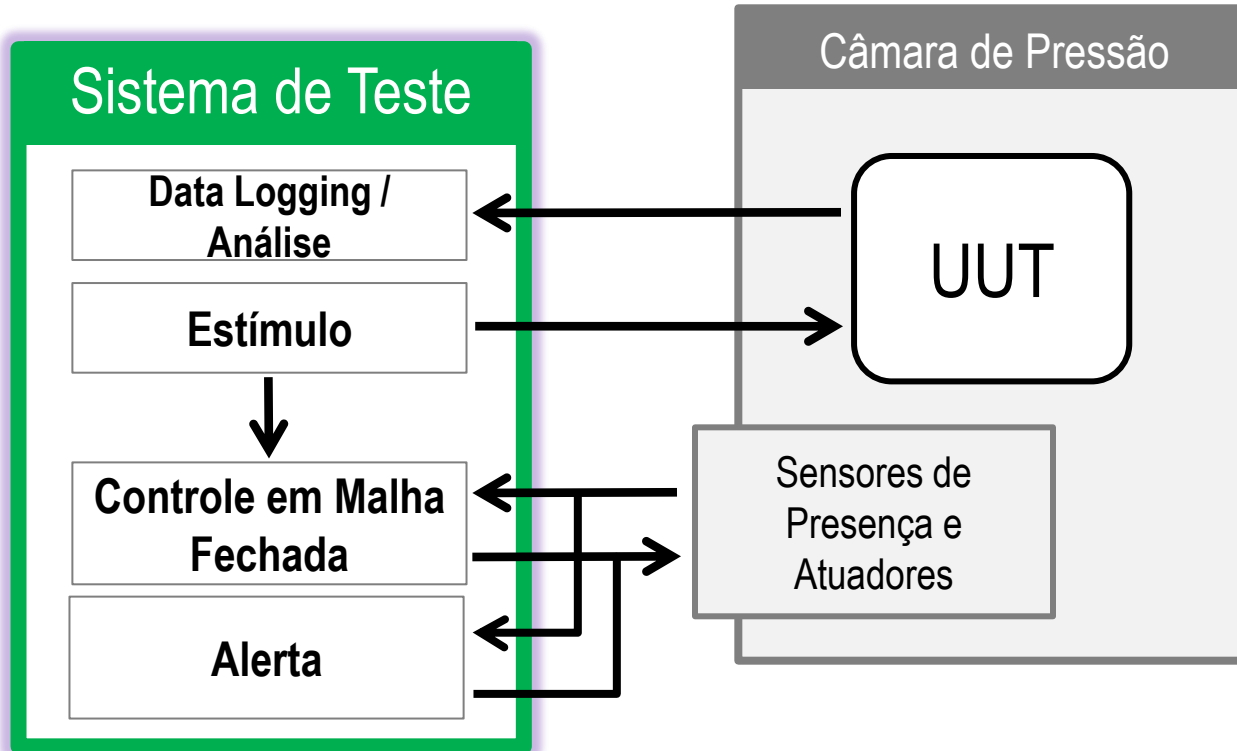 Sistema de Teste
Data Logging /
Análise
Estímulo
Controle em Malha
Fechada
Alerta
Câmara de Pressão
UUT
Sensores de
Presença e
Atuadores